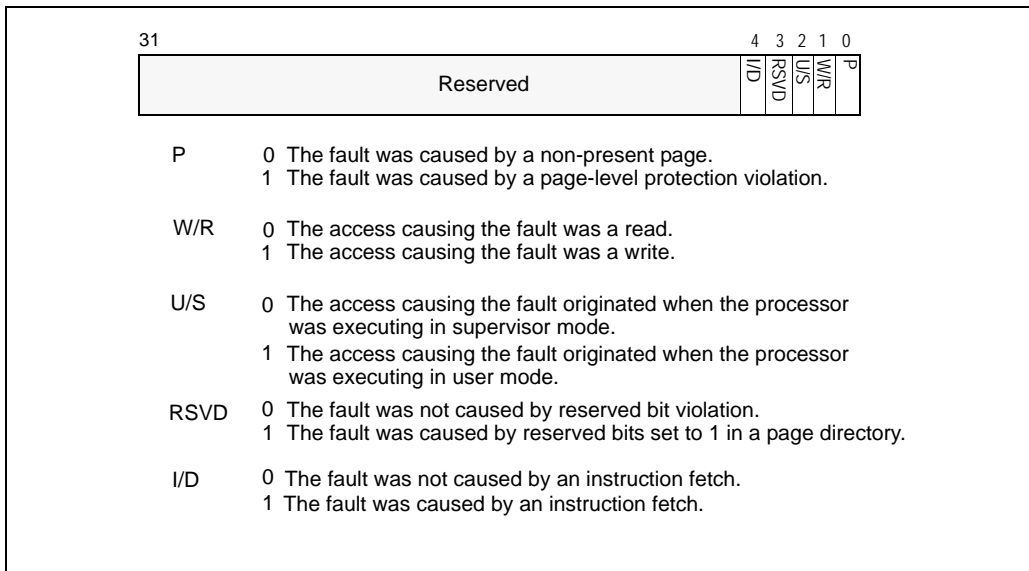 31 4 3 2 1 0
Reserved I/D RSVD U/S W/R P
P 0 The fault was caused by a non-present page.
1 The fault was caused by a page-level protection violation.
W/R 0 The access causing the fault was a read.
1 The access causing the fault was a write.
U/S 0 The access causing the fault originated when the processor
was executing in supervisor mode.
1 The access causing the fault originated when the processor
was executing in user mode.
RSVD 0 The fault was not caused by reserved bit violation.
1 The fault was caused by reserved bits set to 1 in a page directory.
I/D 0 The fault was not caused by an instruction fetch.
1 The fault was caused by an instruction fetch.